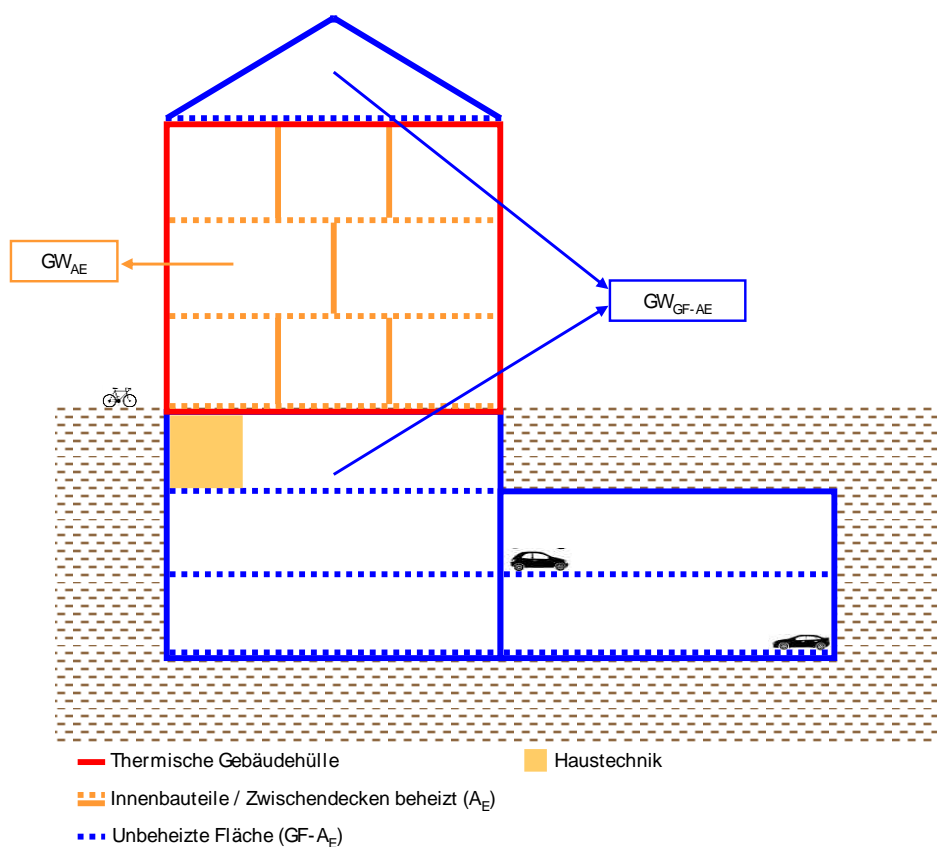 GW_AE
GW_GF-AE
Thermische Gebäudehülle
Haustechnik
Innenbauteile / Zwischendecken beheizt (A_E)
Unbeheizte Fläche (GF-A_E)